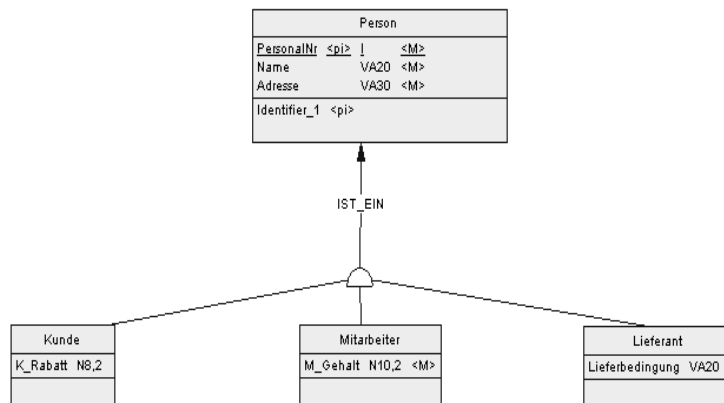 Person
PersonalNr <pi> I <M>
Name VA20 <M>
Adresse VA30 <M>
Identifier_1 <pi>
IST_EIN
Kunde
K_Rabatt N8,2
Mitarbeiter
M_Gehalt N10,2 <M>
Lieferant
Lieferbedingung VA20